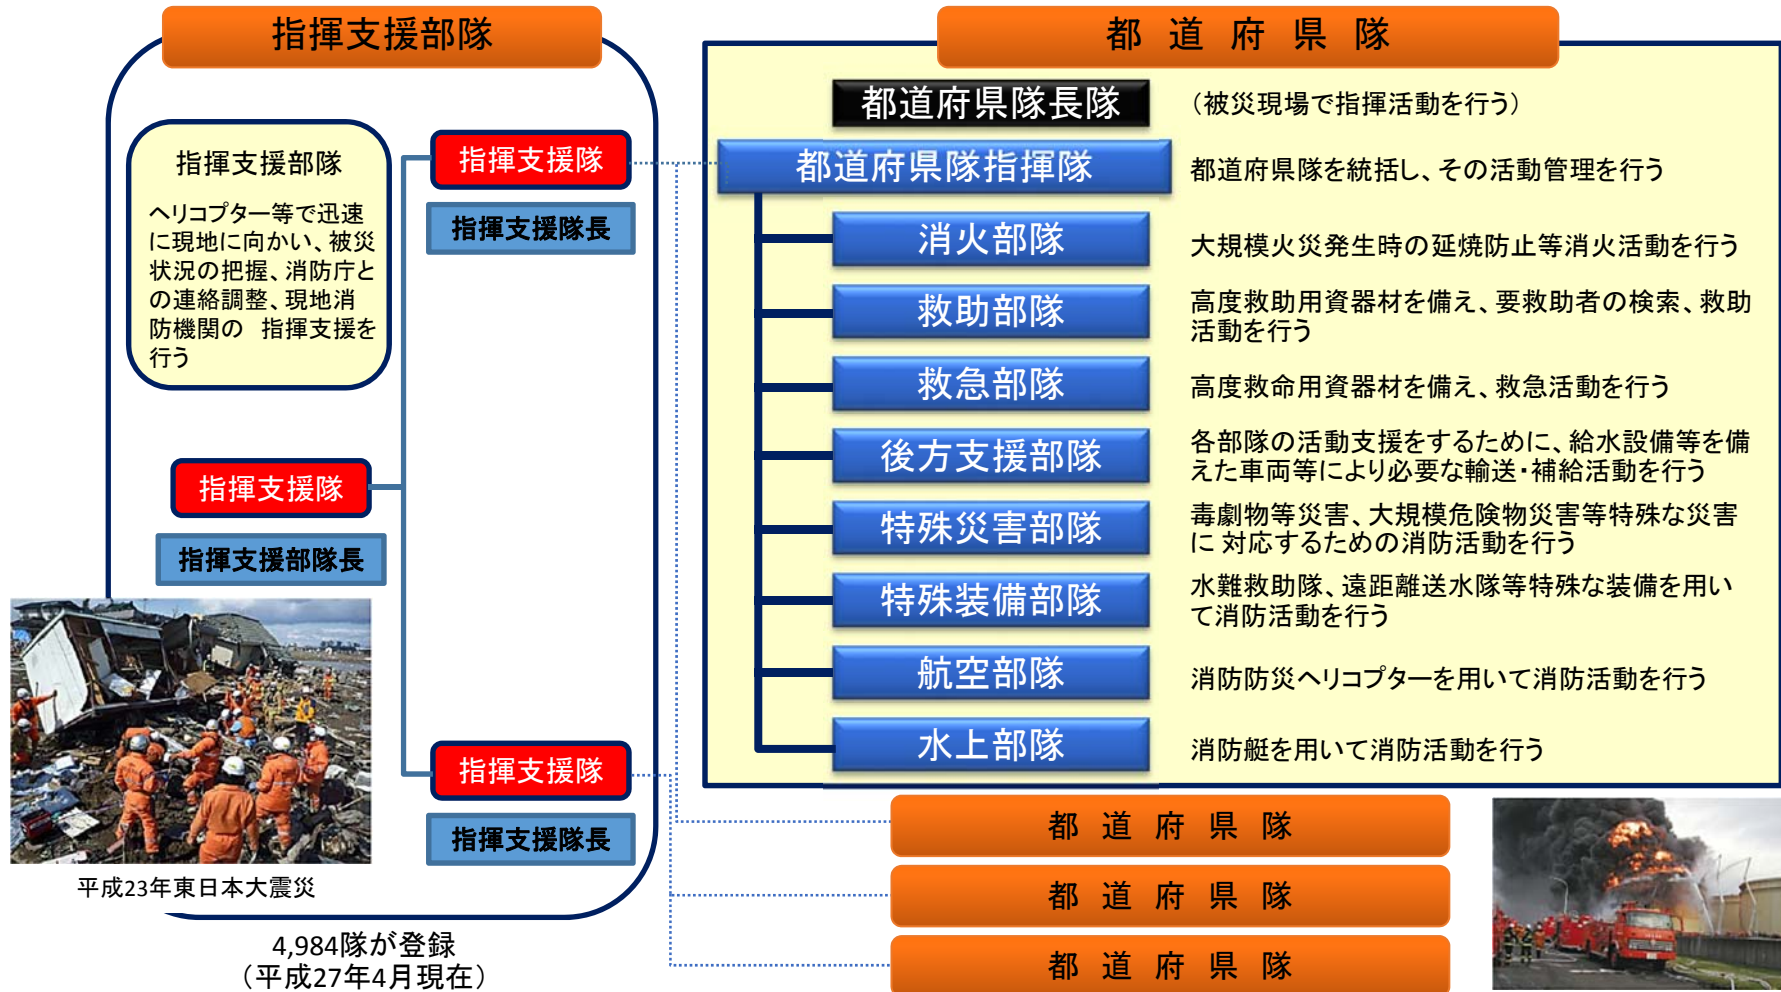 指揮支援部隊
指揮支援部隊
ヘリコプター等で迅速
に現地に向かい、被災
状況の把握、消防庁と
の連絡調整、現地消
防機関の 指揮支援を
行う
指揮支援隊
指揮支援隊長
指揮支援隊
指揮支援部隊長
指揮支援隊
指揮支援隊長
平成23年東日本大震災
4,984隊が登録
（平成27年4月現在）
都 道 府 県 隊
都道府県隊長隊
（被災現場で指揮活動を行う）
都道府県隊指揮隊
都道府県隊を統括し、その活動管理を行う
消火部隊
大規模火災発生時の延焼防止等消火活動を行う
救助部隊
高度救助用資器材を備え、要救助者の検索、救助
活動を行う
救急部隊
高度救命用資器材を備え、救急活動を行う
後方支援部隊
各部隊の活動支援をするために、給水設備等を備
えた車両等により必要な輸送・補給活動を行う
特殊災害部隊
毒劇物等災害、大規模危険物災害等特殊な災害
に 対応するための消防活動を行う
特殊装備部隊
水難救助隊、遠距離送水隊等特殊な装備を用い
て消防活動を行う
航空部隊
消防防災ヘリコプターを用いて消防活動を行う
水上部隊
消防艇を用いて消防活動を行う
都 道 府 県 隊
都 道 府 県 隊
都 道 府 県 隊